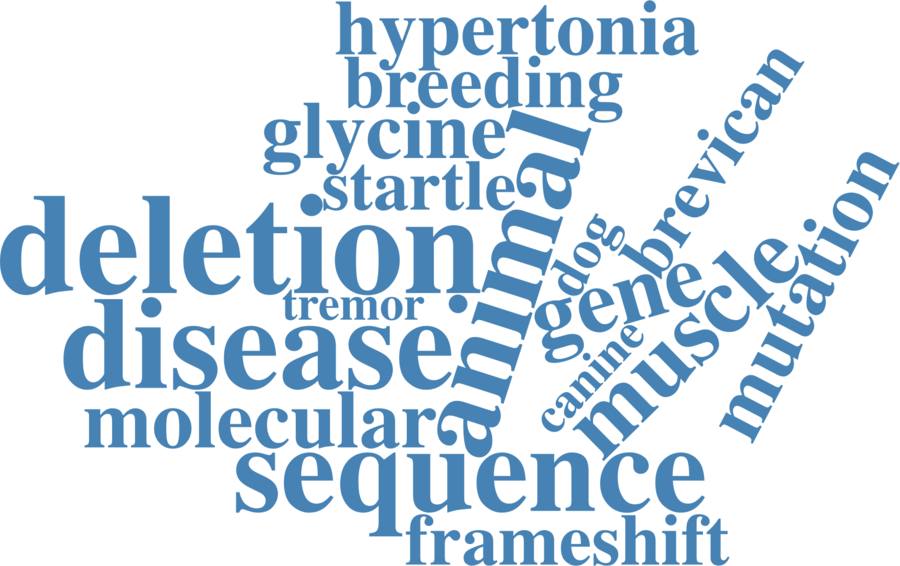 hypertonia
breeding
glycine
startle
deletion
tremor
disease
molecular
sequence
frameshift
animal
dog
gene
canine
muscle
brevican
mutation